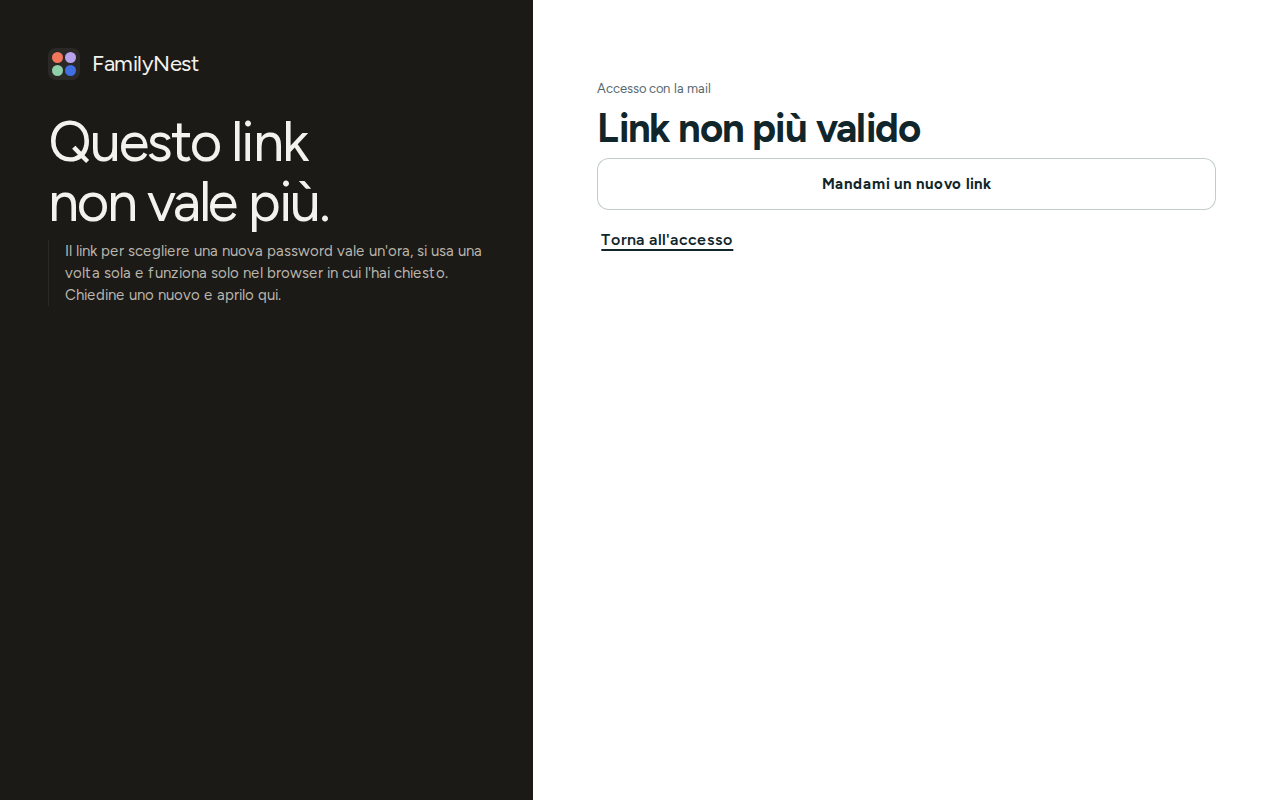 FamilyNest
Questo link
non vale più.
Il link per scegliere una nuova password vale un'ora, si usa una
volta sola e funziona solo nel browser in cui l'hai chiesto.
Chiedine uno nuovo e aprilo qui.
Accesso con la mail
Link non più valido
Mandami un nuovo link
Torna all'accesso